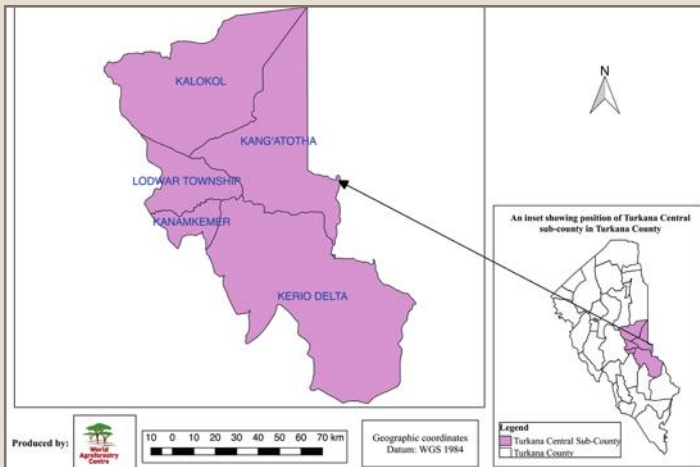 KALOKOL
KANG'ATOTHA
LODWAR TOWNSHIP
KANAMKEMER
KERIO DELTA
N
An inset showing position of Turkana Central
sub-county in Turkana County
Legend
Turkana Central Sub-County
Turkana County
Produced by:
World
Agroforestry
Centre
10 0 10 20 30 40 50 60 70 km
Geographic coordinates
Datum: WGS 1984